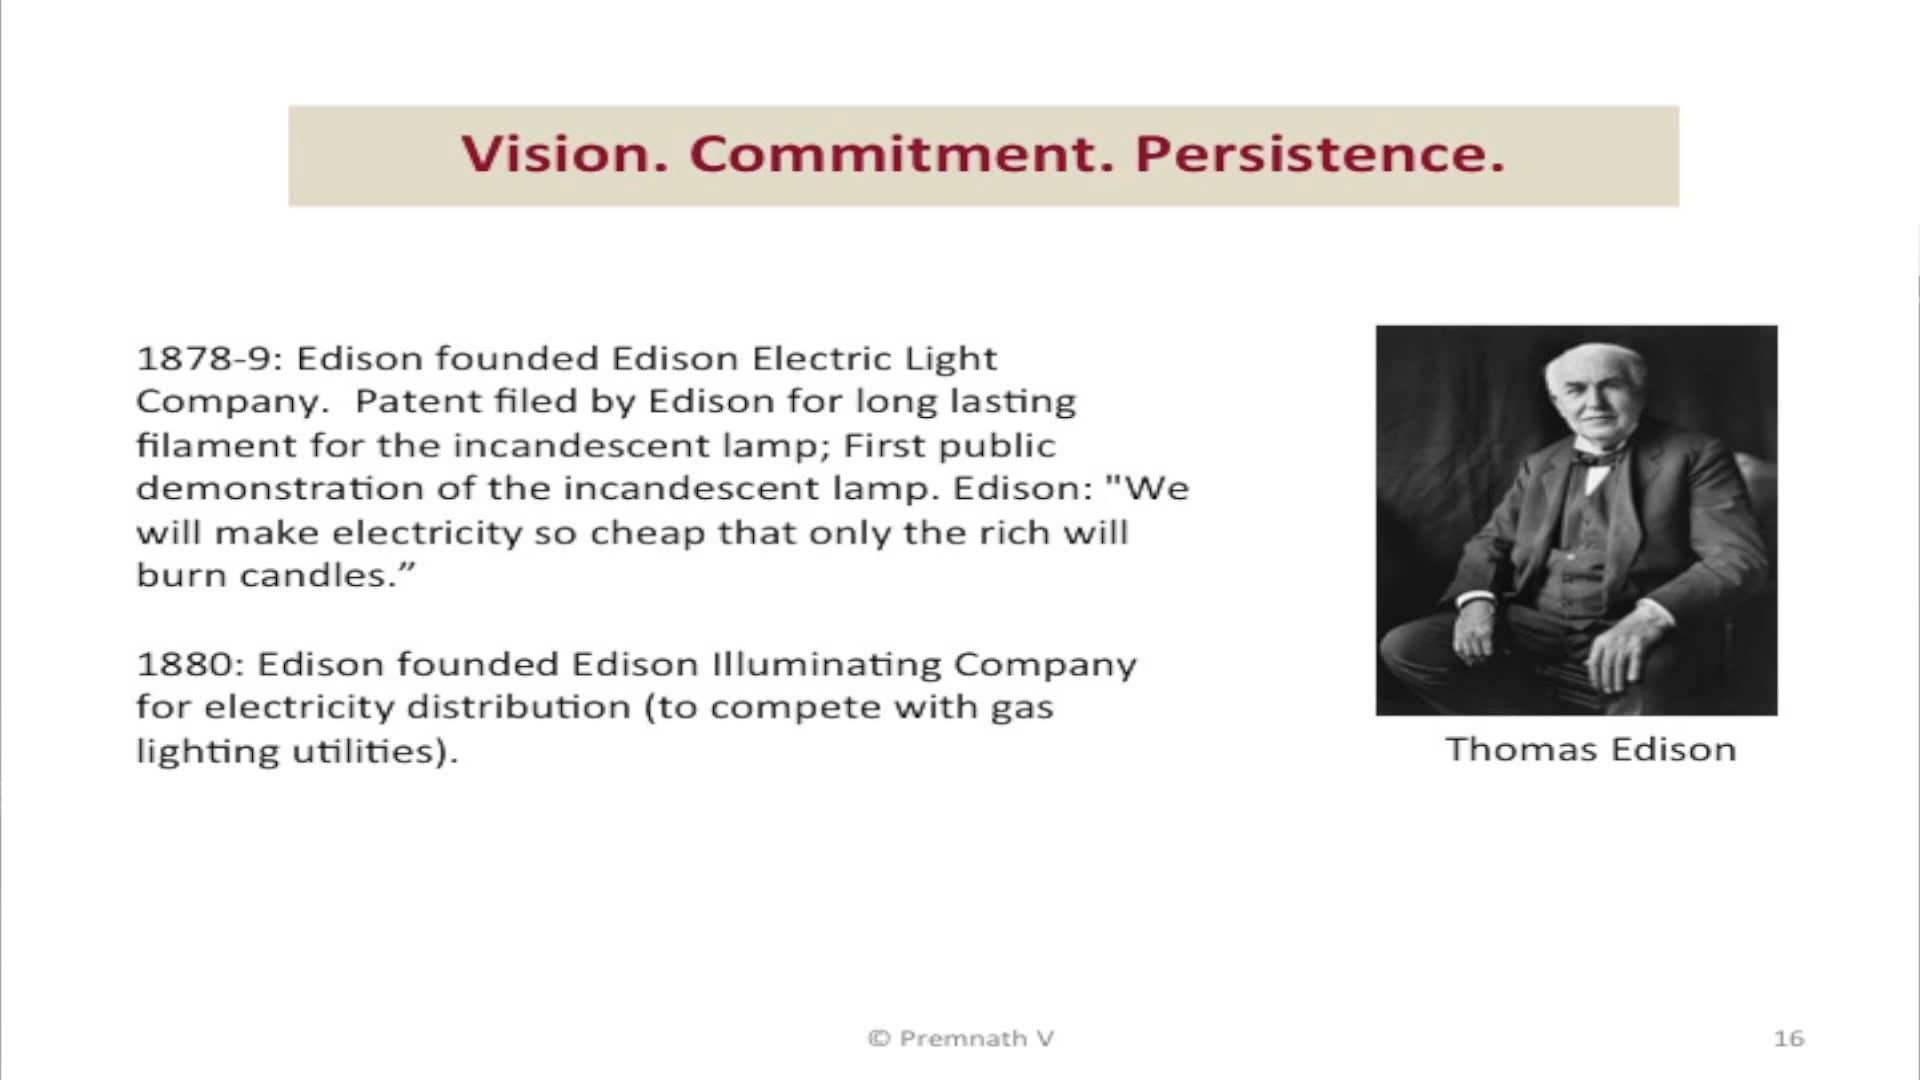 Vision. Commitment. Persistence.
1878-9: Edison founded Edison Electric Light
Company.  Patent filed by Edison for long lasting
filament for the incandescent lamp; First public
demonstration of the incandescent lamp. Edison: "We
will make electricity so cheap that only the rich will
burn candles.”
1880: Edison founded Edison Illuminating Company
for electricity distribution (to compete with gas
lighting utilities).
Thomas Edison
© Premnath V
16